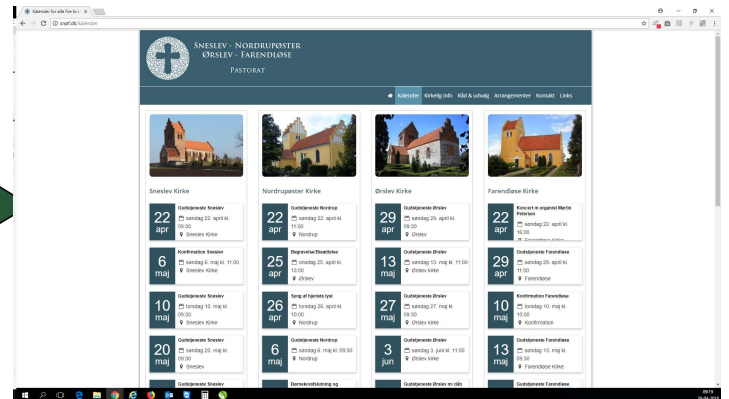 Kalender for alle fire kirk
snøf.dk/kalender
Sneslev - Nordrupøster
Ørslev - Farendløse
Pastorat
Kalender Kirkelig info Råd & udvalg Arrangementer Kontakt Links
Sneslev Kirke
22 apr
Gudstjeneste Sneslev
søndag 22. april kl.
09:30
Sneslev Kirke
6 maj
Konfirmation Sneslev
søndag 6. maj kl. 11:00
Sneslev Kirke
10 maj
Gudstjeneste Sneslev
torsdag 10. maj kl.
09:30
Sneslev Kirke
20 maj
Gudstjeneste Sneslev
søndag 20. maj kl.
09:30
Sneslev
Gudstjeneste Sneslev
Nordrupøster Kirke
22 apr
Gudstjeneste Nordrup
søndag 22. april kl.
11:00
Nordrup
25 apr
Begravelse/Bisættelse
onsdag 25. april kl.
13:00
Ørslev
26 apr
Syng af hjertets lyst
torsdag 26. april kl.
10:00
Nordrup
6 maj
Gudstjeneste Nordrup
søndag 6. maj kl. 09:30
Nordrup
Børnekorafslutning og
Ørslev Kirke
29 apr
Gudstjeneste Ørslev
søndag 29. april kl.
09:30
Ørslev
13 maj
Gudstjeneste Ørslev
søndag 13. maj kl. 11:00
Ørslev Kirke
27 maj
Gudstjeneste Ørslev
søndag 27. maj kl.
09:30
Ørslev Kirke
3 jun
Gudstjeneste Ørslev
søndag 3. juni kl. 11:00
Ørslev Kirke
Gudstjeneste Ørslev m/ dåb
Farendløse Kirke
22 apr
Koncert m organist Martin
Petersen
søndag 22. april kl.
16:00
Farendløse Kirke
29 apr
Gudstjeneste Farendløse
søndag 29. april kl.
11:00
Farendløse
10 maj
Konfirmation Farendløse
torsdag 10. maj kl.
10:00
Konfirmation
13 maj
Gudstjeneste Farendløse
søndag 13. maj kl.
09:30
Farendløse
Gudstjeneste Farendløse